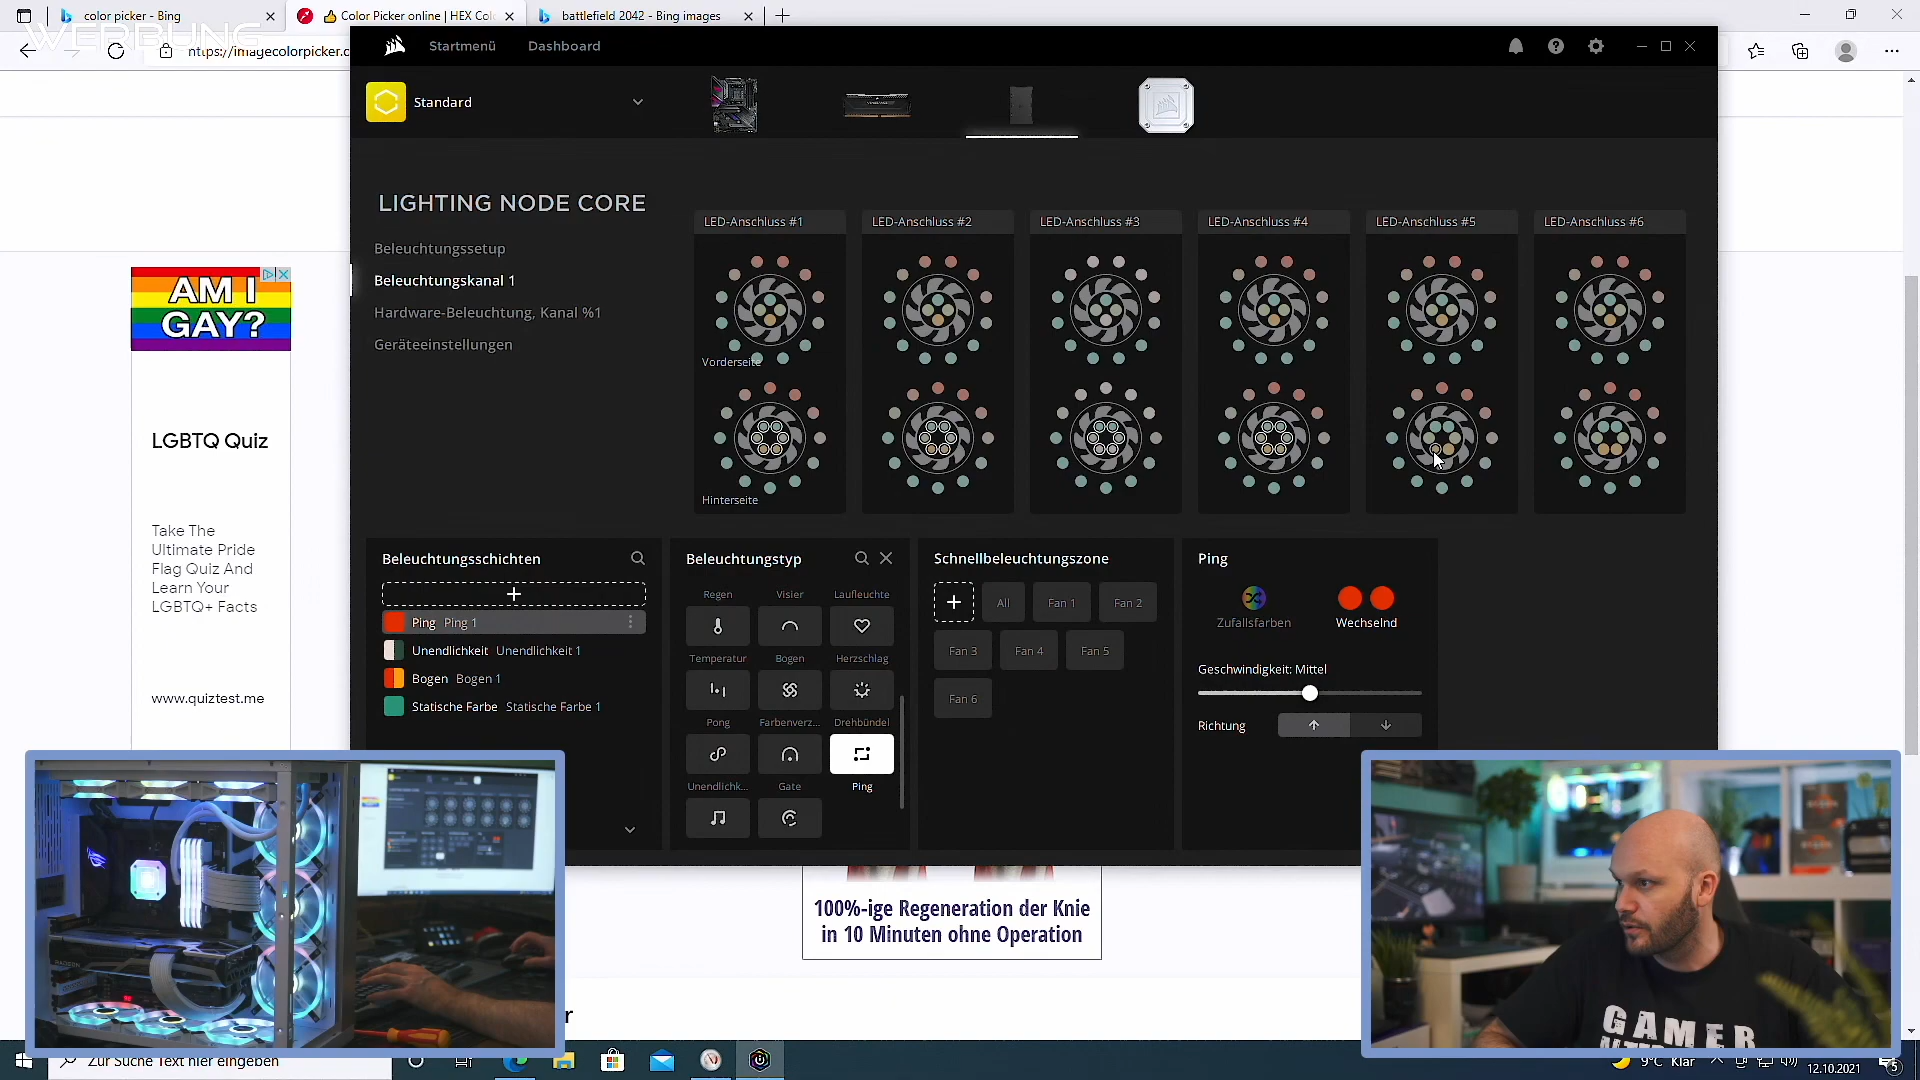 color picker - Bing
Color Picker online | HEX Colo
battlefield 2042 - Bing images
WERBUNG
https://imagecolorpicker.c
Startmenü
Dashboard
Standard
LIGHTING NODE CORE
Beleuchtungssetup
Beleuchtungskanal 1
Hardware-Beleuchtung, Kanal %1
Geräteeinstellungen
LED-Anschluss #1
LED-Anschluss #2
LED-Anschluss #3
LED-Anschluss #4
LED-Anschluss #5
LED-Anschluss #6
Vorderseite
Hinterseite
AM I
GAY?
LGBTQ Quiz
Take The
Ultimate Pride
Flag Quiz And
Learn Your
LGBTQ+ Facts
www.quiztest.me
Beleuchtungsschichten
Ping Ping 1
Unendlichkeit Unendlichkeit 1
Bogen Bogen 1
Statische Farbe Statische Farbe 1
Beleuchtungstyp
Regen
Visier
Laufleuchte
Temperatur
Bogen
Herzschlag
Pong
Farbenverz...
Drehbündel
Unendlichk...
Gate
Ping
Schnellbeleuchtungszone
All
Fan 1
Fan 2
Fan 3
Fan 4
Fan 5
Fan 6
Ping
Zufallsfarben
Wechselnd
Geschwindigkeit: Mittel
Richtung
100%-ige Regeneration der Knie
in 10 Minuten ohne Operation
r
RADEON
GAMER
Zur Suche Text hier eingeben
9°C Klar
12.10.2021
5